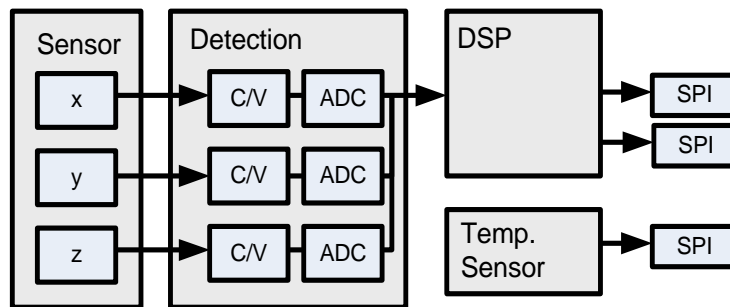 Sensor
x
y
z
Detection
C/V
ADC
C/V
ADC
C/V
ADC
DSP
SPI
SPI
Temp.
Sensor
SPI